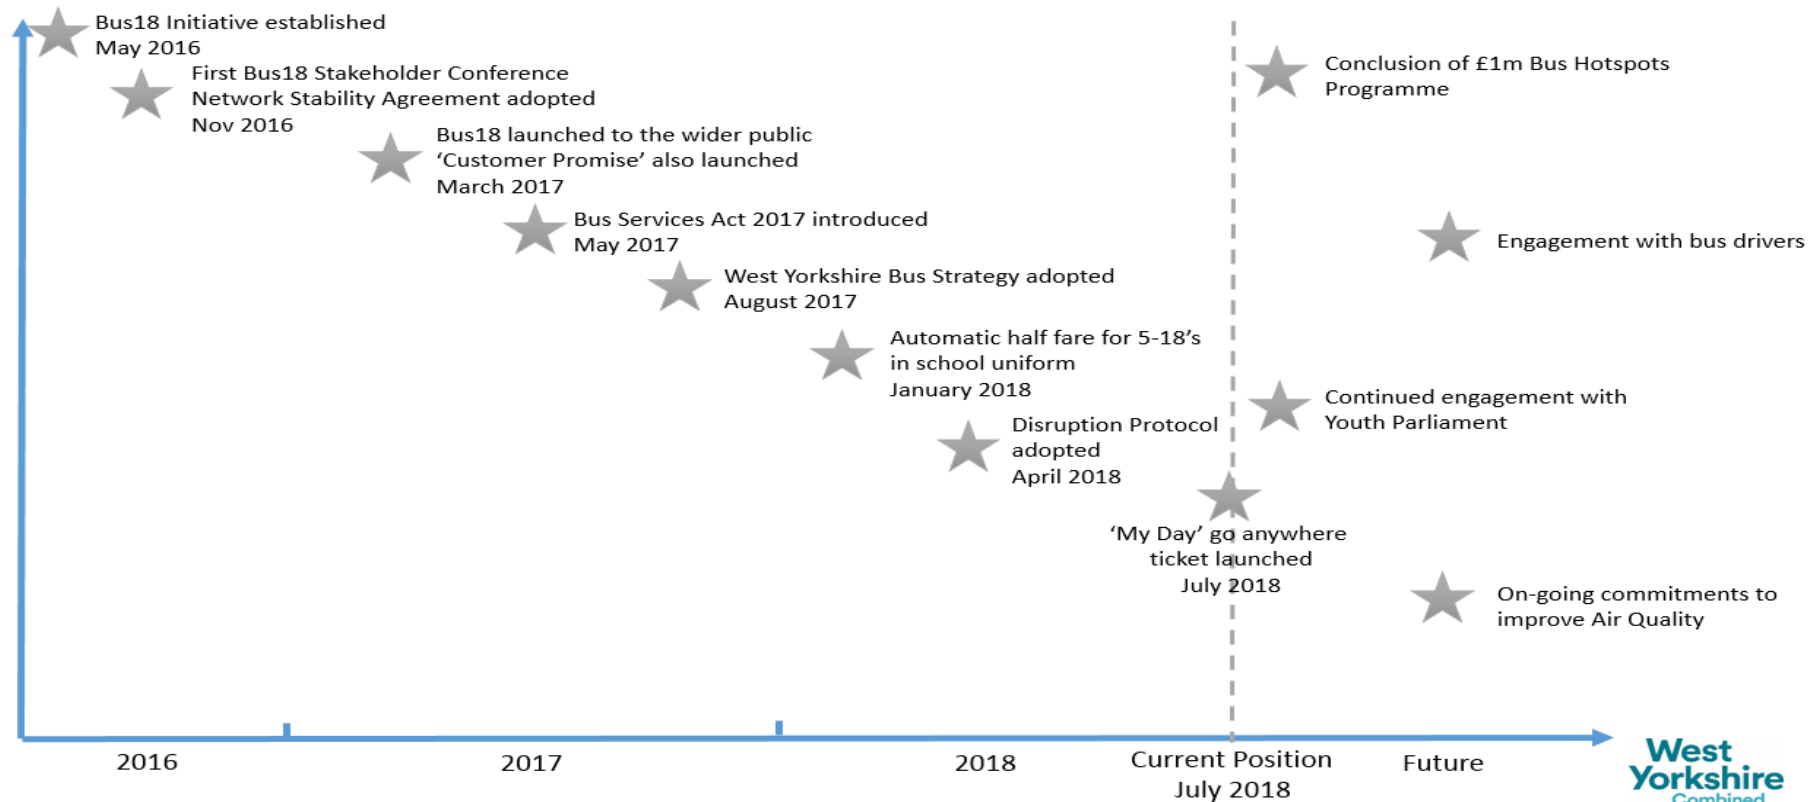 Bus18 Initiative established
May 2016
First Bus18 Stakeholder Conference
Network Stability Agreement adopted
Nov 2016
Bus18 launched to the wider public
‘Customer Promise’ also launched
March 2017
Bus Services Act 2017 introduced
May 2017
West Yorkshire Bus Strategy adopted
August 2017
Automatic half fare for 5-18’s
in school uniform
January 2018
Disruption Protocol
adopted
April 2018
‘My Day’ go anywhere
ticket launched
July 2018
Conclusion of £1m Bus Hotspots
Programme
Engagement with bus drivers
Continued engagement with
Youth Parliament
On-going commitments to
improve Air Quality
2016
2017
2018
Current Position
July 2018
Future
West
Yorkshire
Combined